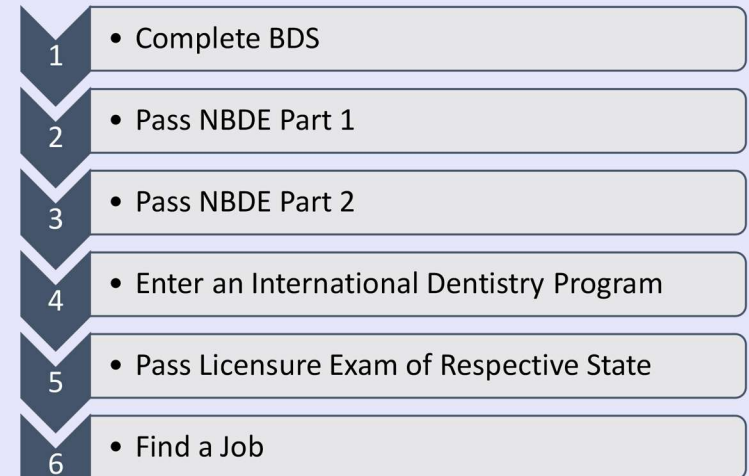 1 • Complete BDS
2 • Pass NBDE Part 1
3 • Pass NBDE Part 2
4 • Enter an International Dentistry Program
5 • Pass Licensure Exam of Respective State
6 • Find a Job